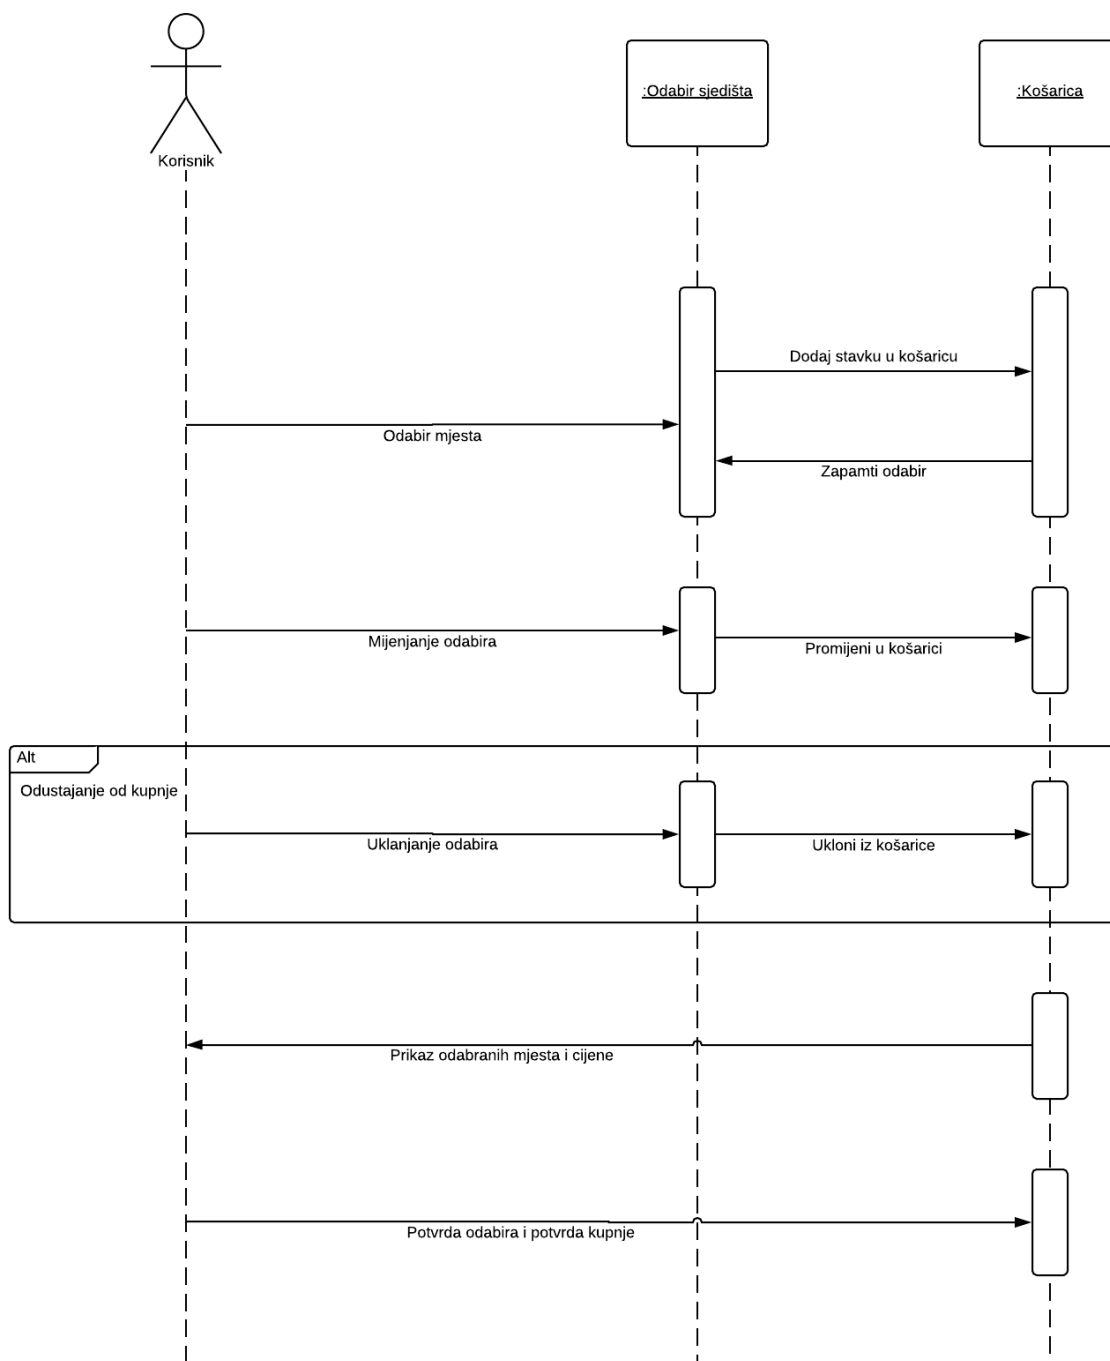 :Odabir sjedišta
:Košarica
Korisnik
Dodaj stavku u košaricu
Odabir mjesta
Zapamti odabir
Mijenjanje odabira
Promijeni u košarici
Alt
Odustajanje od kupnje
Uklanjanje odabira
Ukloni iz košarice
Prikaz odabranih mjesta i cijene
Potvrda odabira i potvrda kupnje